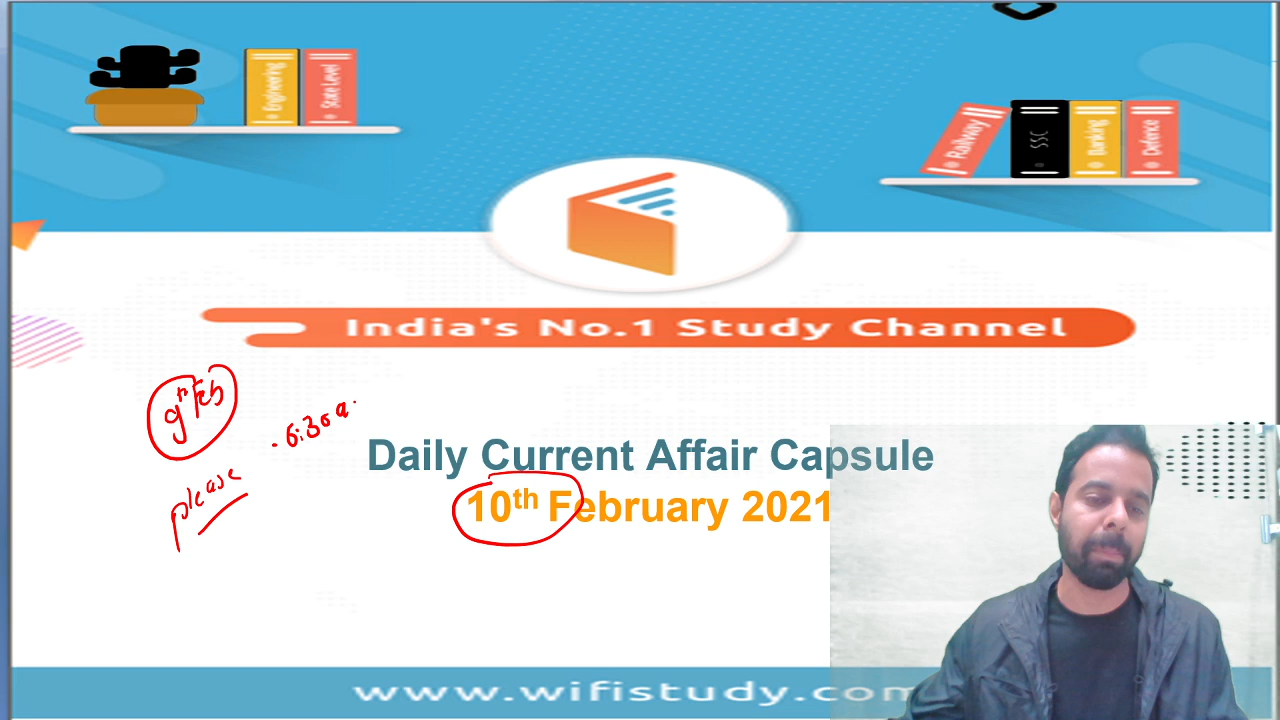 Engineering
State Level
Railway
SSC
Banking
Defence
India's No.1 Study Channel
9th Feb
6:30 a.
please
Daily Current Affair Capsule
10th February 2021
www.wifistudy.com